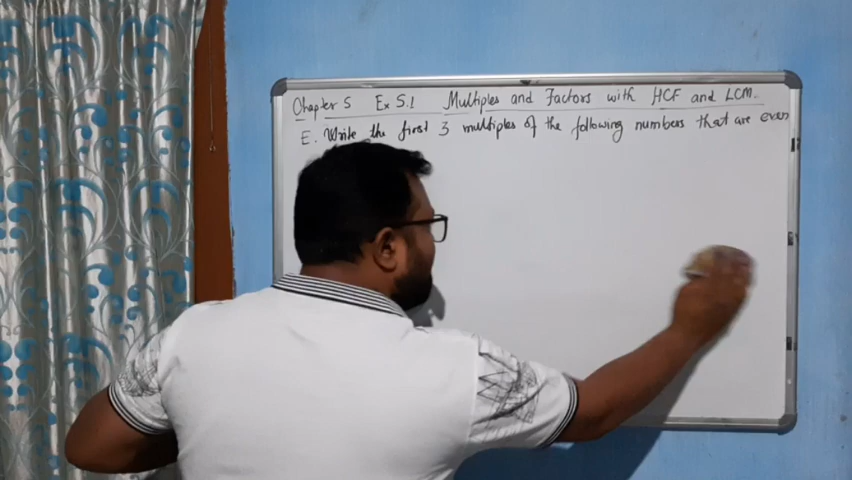 Chapter 5 Ex 5.1 Multiples and Factors with HCF and LCM.
E. Write the first 3 multiples of the following numbers that are even